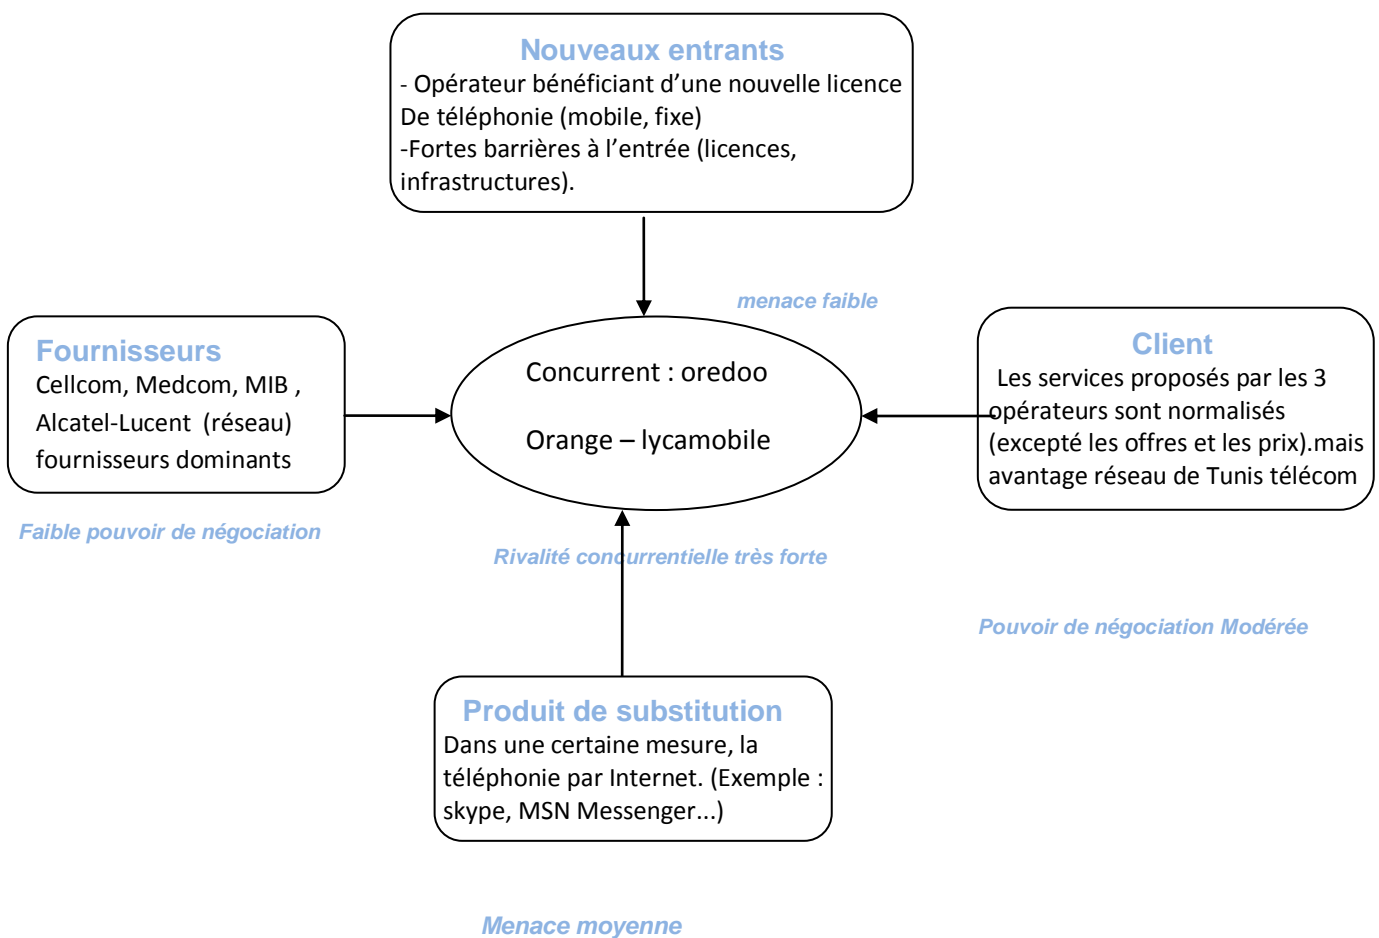 Nouveaux entrants
- Opérateur bénéficiant d’une nouvelle licence
De téléphonie (mobile, fixe)
-Fortes barrières à l’entrée (licences,
infrastructures).
menace faible
Fournisseurs
Cellcom, Medcom, MIB ,
Alcatel-Lucent (réseau)
fournisseurs dominants
Faible pouvoir de négociation
Concurrent : oredoo
Orange – lycamobile
Rivalité concurrentielle très forte
Client
Les services proposés par les 3
opérateurs sont normalisés
(excepté les offres et les prix).mais
avantage réseau de Tunis télécom
Pouvoir de négociation Modérée
Produit de substitution
Dans une certaine mesure, la
téléphonie par Internet. (Exemple :
skype, MSN Messenger...)
Menace moyenne